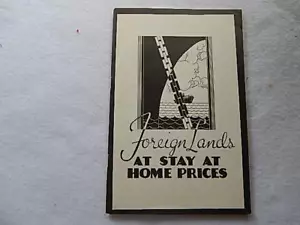 Foreign Lands
AT STAY AT
HOME PRICES